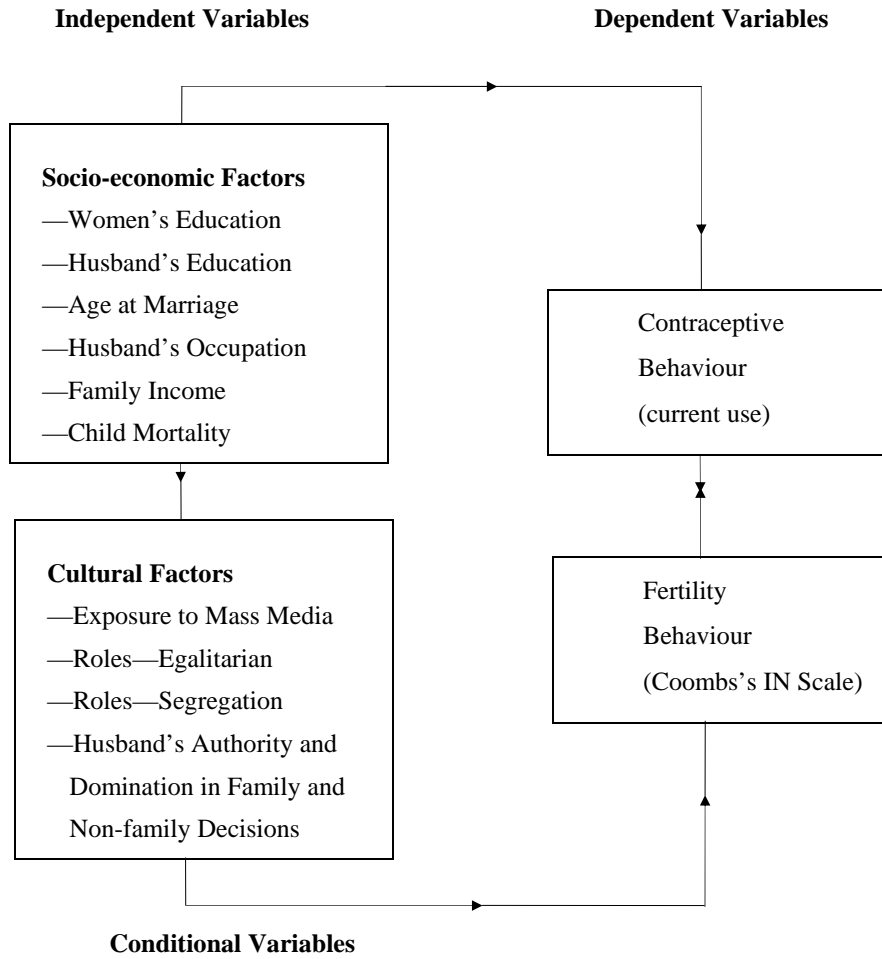 Independent Variables
Dependent Variables
Socio-economic Factors
—Women’s Education
—Husband’s Education
—Age at Marriage
—Husband’s Occupation
—Family Income
—Child Mortality
Contraceptive
Behaviour
(current use)
Cultural Factors
—Exposure to Mass Media
—Roles—Egalitarian
—Roles—Segregation
—Husband’s Authority and
Domination in Family and
Non-family Decisions
Fertility
Behaviour
(Coombs’s IN Scale)
Conditional Variables